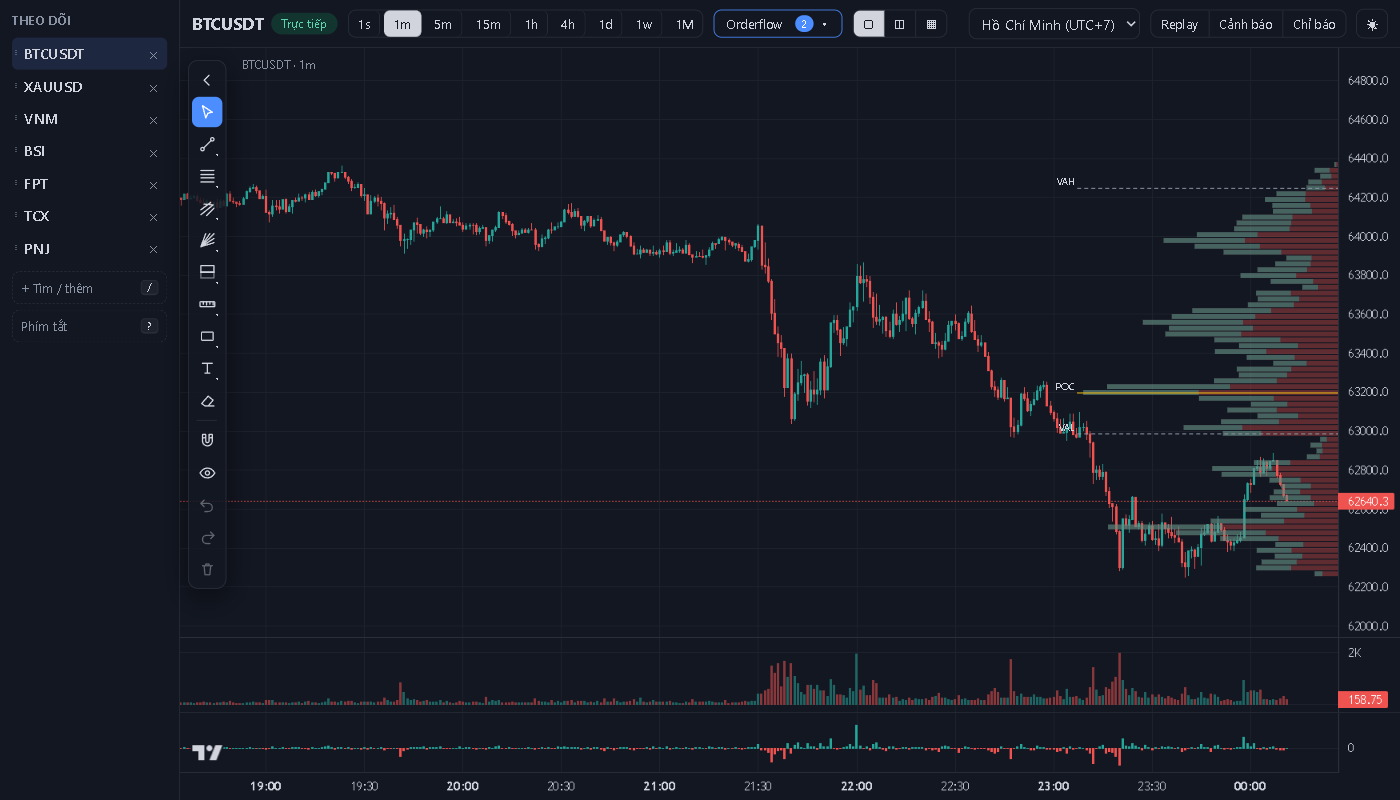 THEO DÕI
BTCUSDT
XAUUSD
VNM
BSI
FPT
TCX
PNJ
+ Tìm / thêm /
Phím tắt ?
BTCUSDT Trực tiếp 1s 1m 5m 15m 1h 4h 1d 1w 1M Orderflow 2 Hồ Chí Minh (UTC+7) Replay Cảnh báo Chỉ báo
BTCUSDT · 1m
T
VAH
POC
VAL
64800.0
64600.0
64400.0
64200.0
64000.0
63800.0
63600.0
63400.0
63200.0
63000.0
62800.0
62640.3
62600.0
62400.0
62200.0
62000.0
2K
158.75
0
19:00 19:30 20:00 20:30 21:00 21:30 22:00 22:30 23:00 23:30 00:00